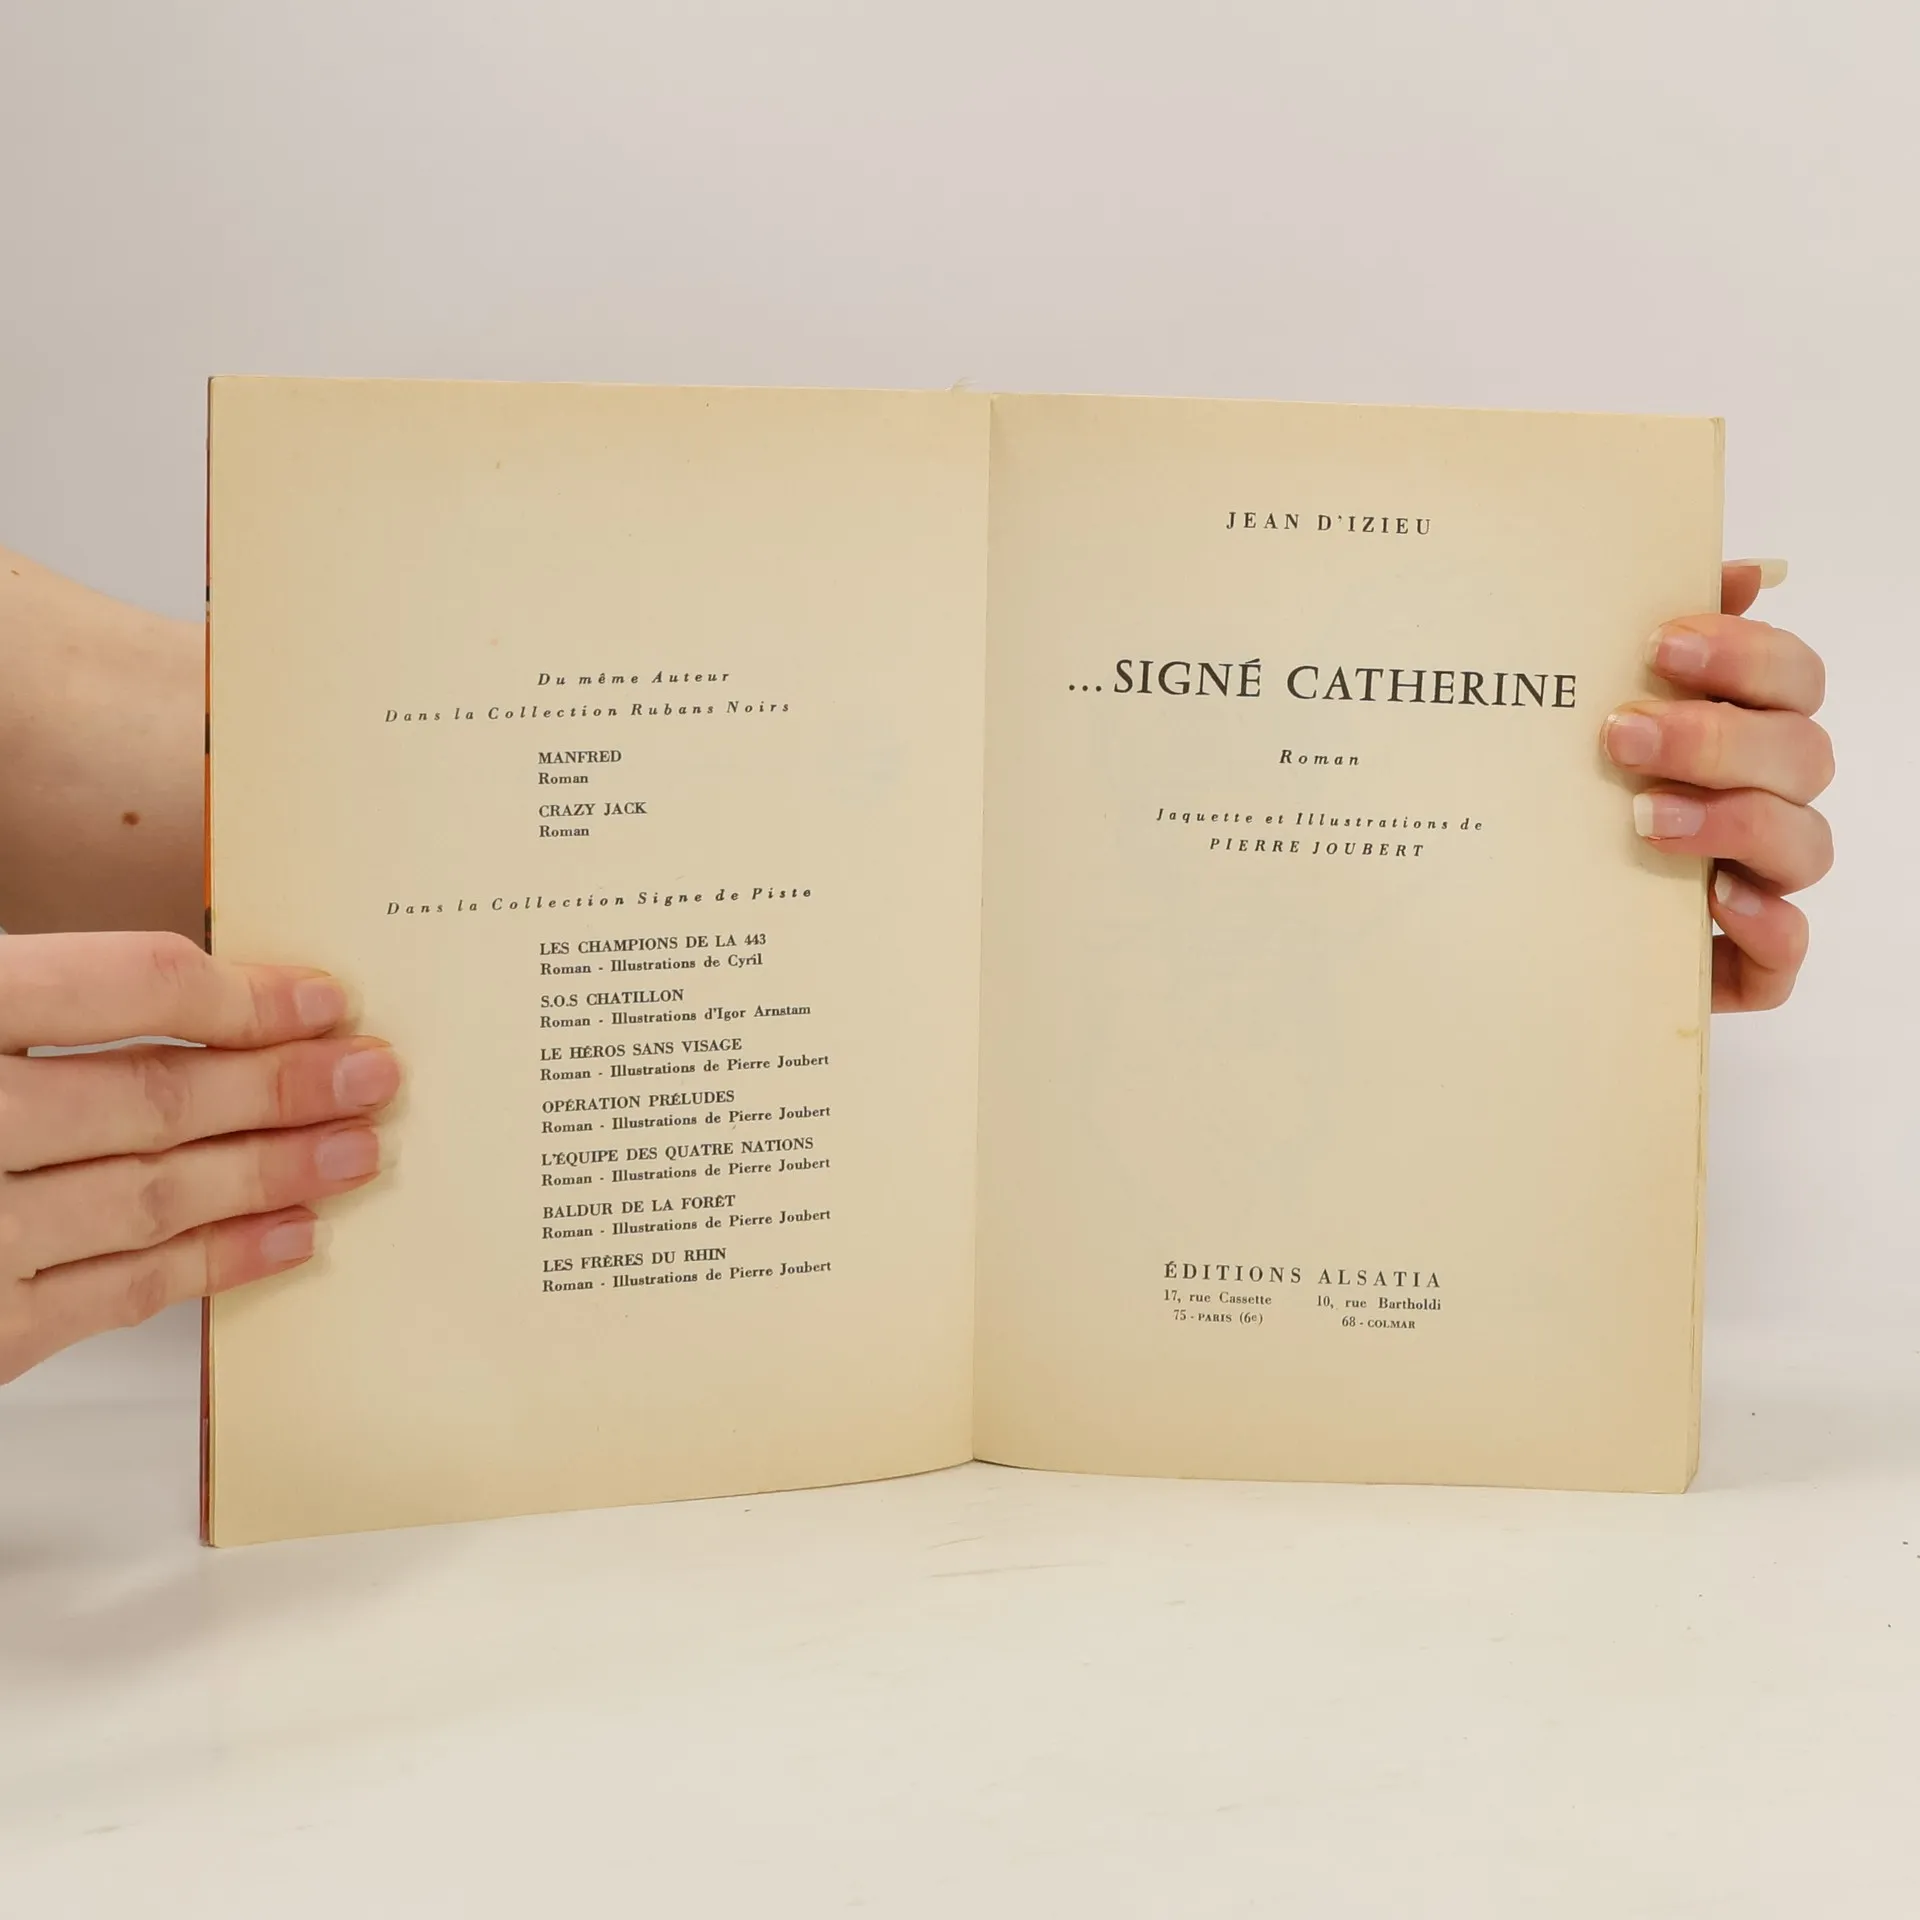 Du même Auteur
Dans la Collection Rubans Noirs
MANFRED
Roman
CRAZY JACK
Roman
Dans la Collection Signe de Piste
LES CHAMPIONS DE LA 443
Roman - Illustrations de Cyril
S.O.S CHATILLON
Roman - Illustrations d'Igor Arnstam
LE HÉROS SANS VISAGE
Roman - Illustrations de Pierre Joubert
OPÉRATION PRÉLUDES
Roman - Illustrations de Pierre Joubert
L'ÉQUIPE DES QUATRE NATIONS
Roman - Illustrations de Pierre Joubert
BALDUR DE LA FORÊT
Roman - Illustrations de Pierre Joubert
LES FRÈRES DU RHIN
Roman - Illustrations de Pierre Joubert
JEAN D'IZIEU
...SIGNÉ CATHERINE
Roman
Jaquette et Illustrations de
PIERRE JOUBERT
ÉDITIONS ALSATIA
17, rue Cassette 10, rue Bartholdi
75 - PARIS (6e) 68 - COLMAR